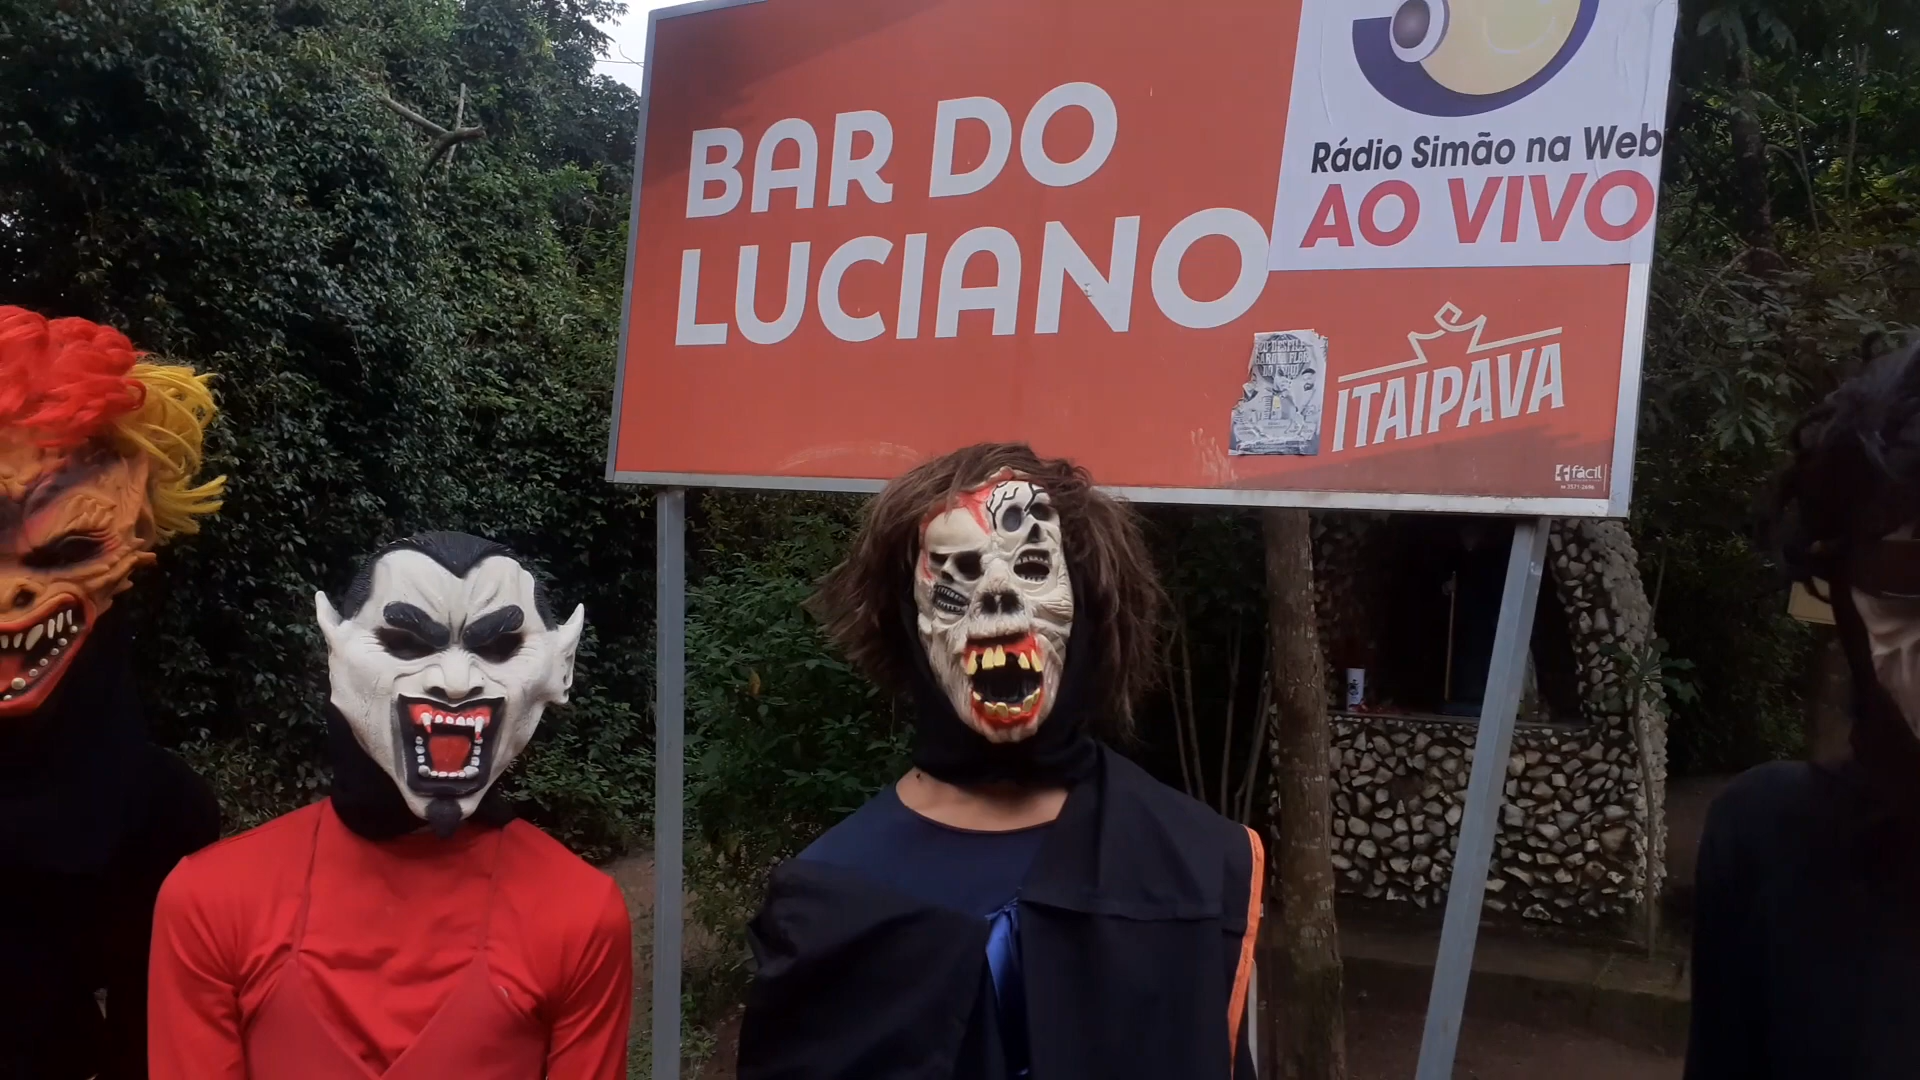 BAR DO
LUCIANO
Rádio Simão na Web
AO VIVO
ITAIPAVA
fácil